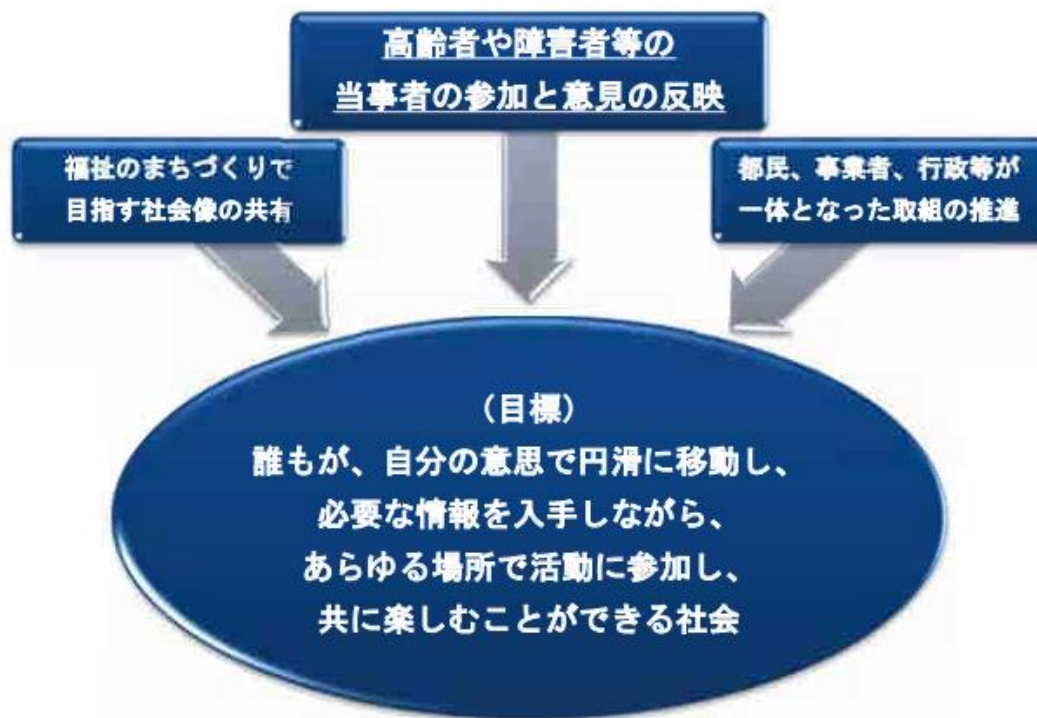 高齢者や障害者等の
当事者の参加と意見の反映
福祉のまちづくりで
目指す社会像の共有
都民、事業者、行政等が
一体となった取組の推進
（目標）
誰もが、自分の意思で円滑に移動し、
必要な情報を入手しながら、
あらゆる場所で活動に参加し、
共に楽しむことができる社会